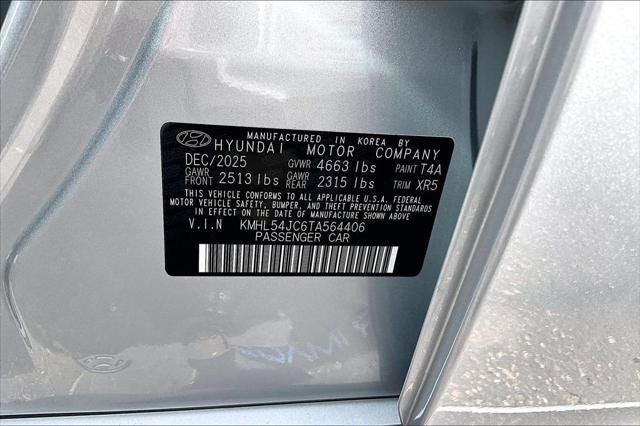 MANUFACTURED IN KOREA BY
HYUNDAI MOTOR COMPANY
DEC/2025 GVWR 4663 lbs PAINT T4A
GAWR FRONT 2513 lbs GAWR REAR 2315 lbs TRIM XR5
THIS VEHICLE CONFORMS TO ALL APPLICABLE U.S.A. FEDERAL
MOTOR VEHICLE SAFETY, BUMPER, AND THEFT PREVENTION STANDARDS
IN EFFECT ON THE DATE OF MANUFACTURE SHOWN ABOVE.
V.I.N KMHL54JC6TA564406
PASSENGER CAR